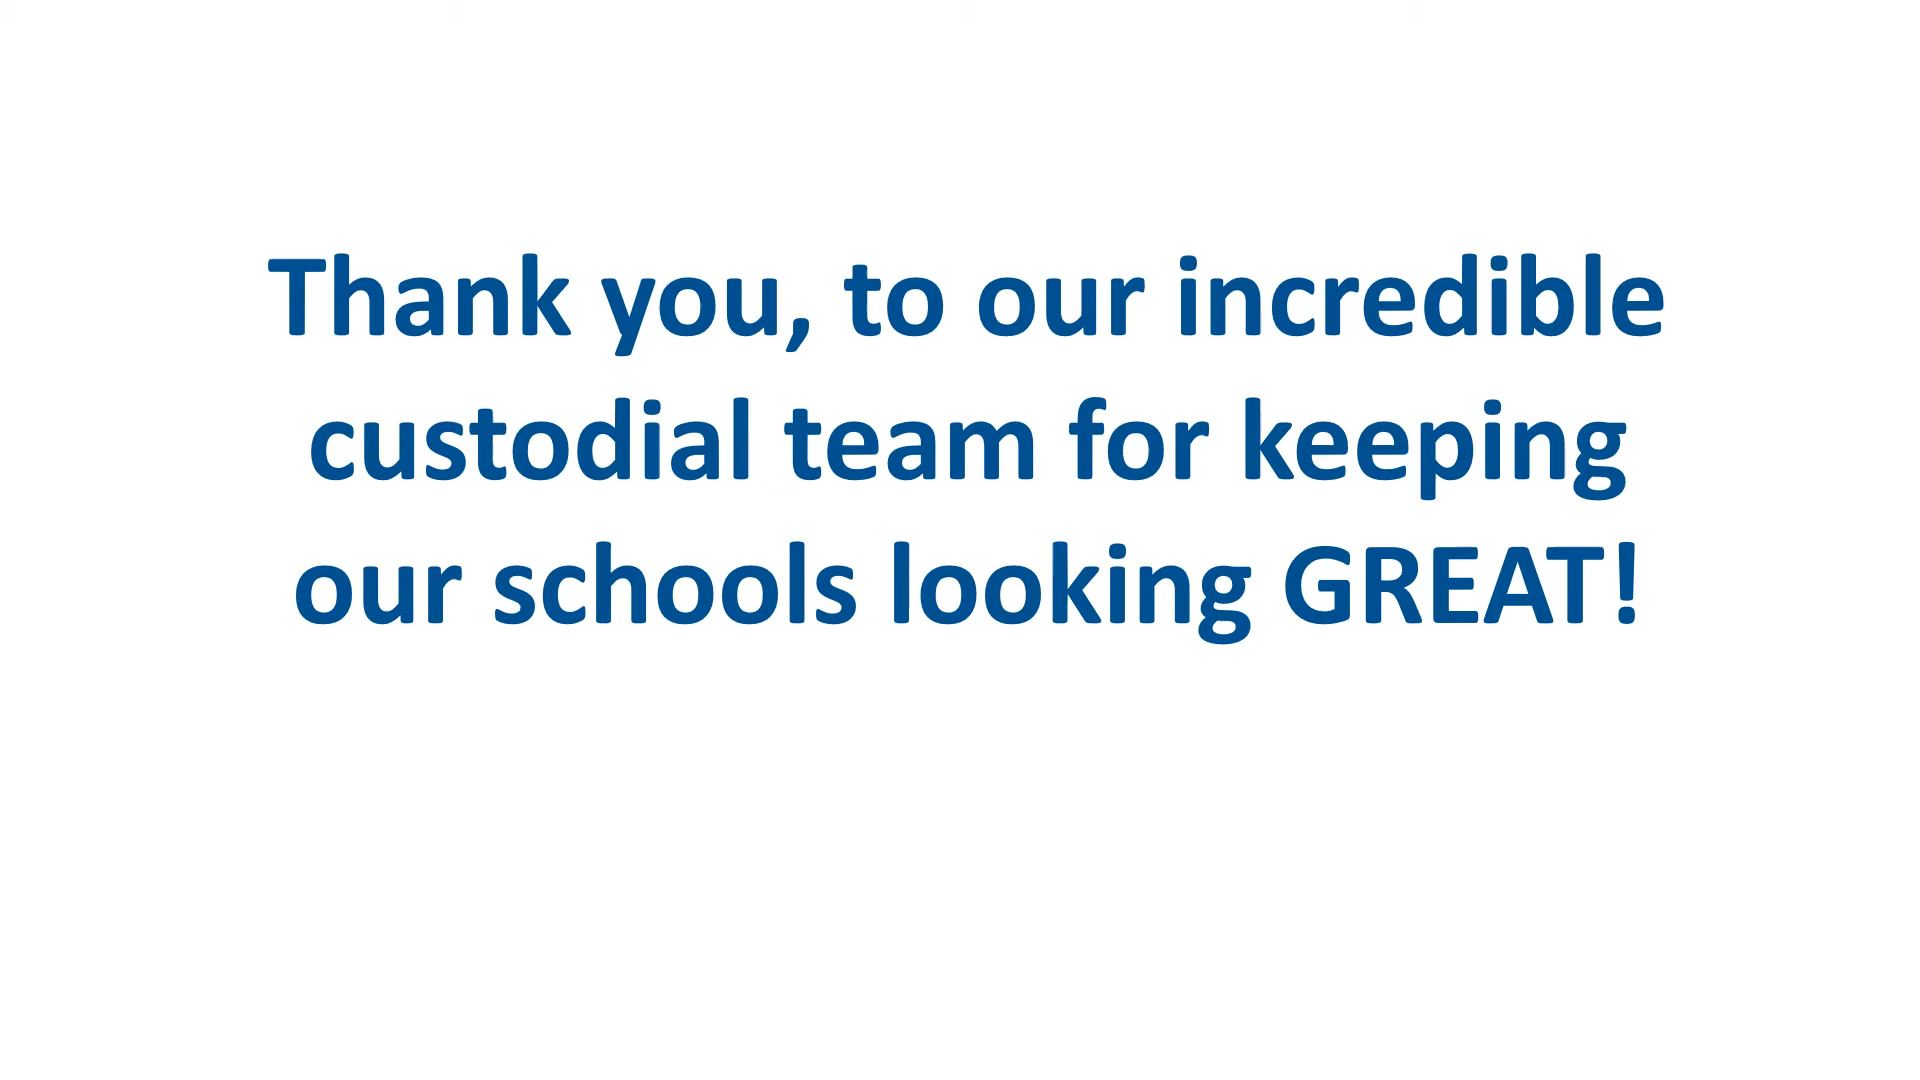 Thank you, to our incredible
custodial team for keeping
our schools looking GREAT!